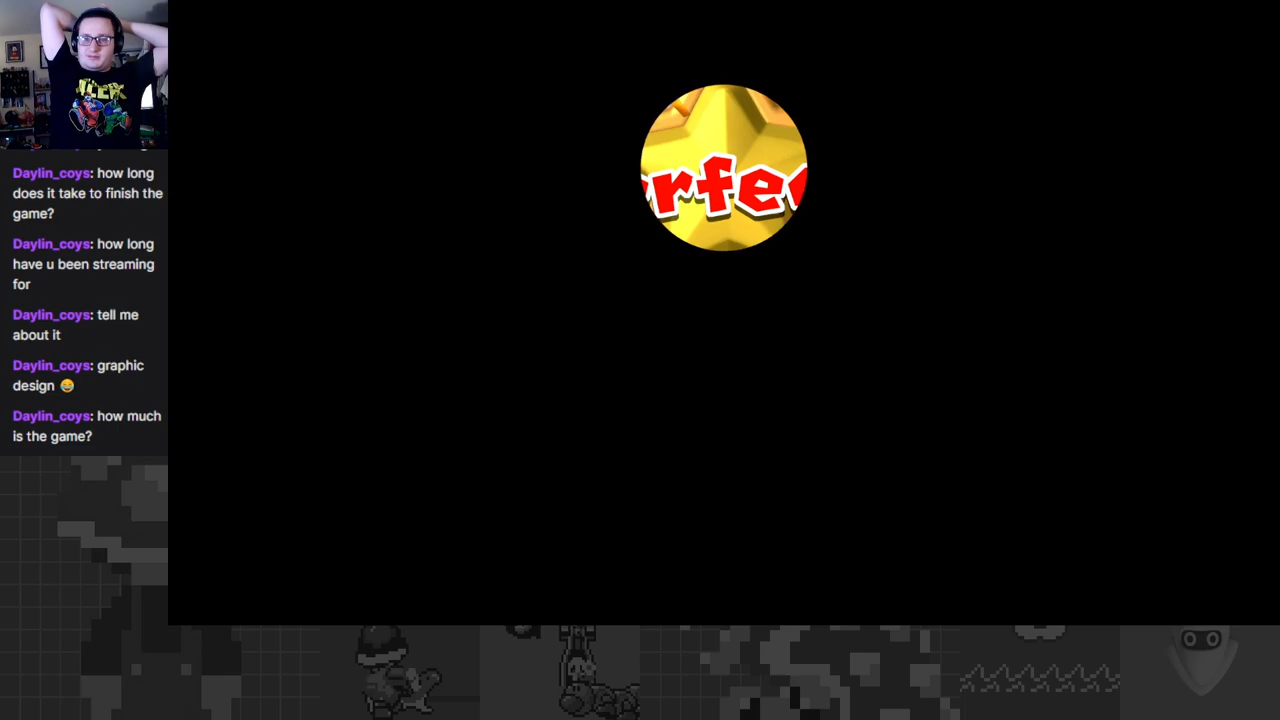 Daylin_coys: how long
does it take to finish the
game?
Daylin_coys: how long
have u been streaming
for
Daylin_coys: tell me
about it
Daylin_coys: graphic
design 😂
Daylin_coys: how much
is the game?
rfe